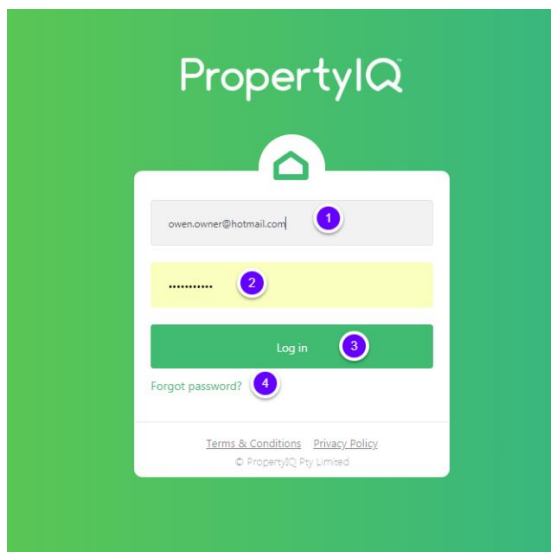 PropertyIQ
owen.owner@hotmail.com 1
••••••••••• 2
Log in 3
Forgot password? 4
Terms & Conditions Privacy Policy
© PropertyIQ Pty Limited